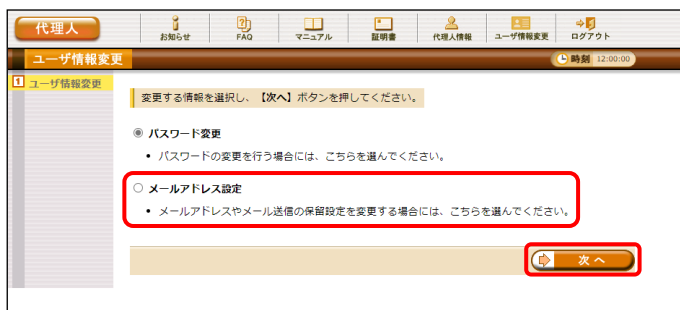 代理人
お知らせ
FAQ
マニュアル
証明書
代理人情報
ユーザ情報変更
ログアウト
ユーザ情報変更
時刻 12:00:00
1 ユーザ情報変更
変更する情報を選択し、【次へ】ボタンを押してください。
パスワード変更
• パスワードの変更を行う場合には、こちらを選んでください。
メールアドレス設定
• メールアドレスやメール送信の保留設定を変更する場合には、こちらを選んでください。
次 へ